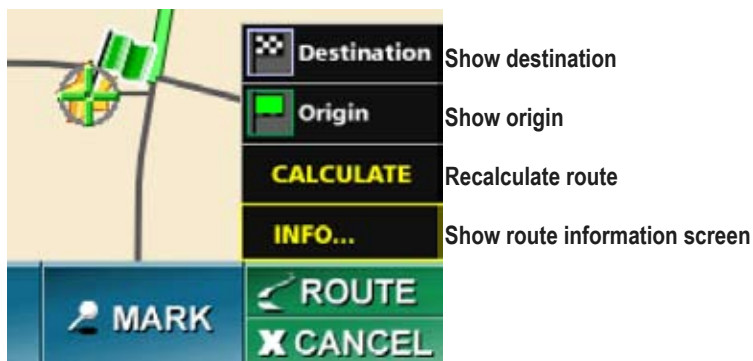 Destination Show destination
Origin Show origin
CALCULATE Recalculate route
INFO... Show route information screen
MARK
ROUTE
X CANCEL